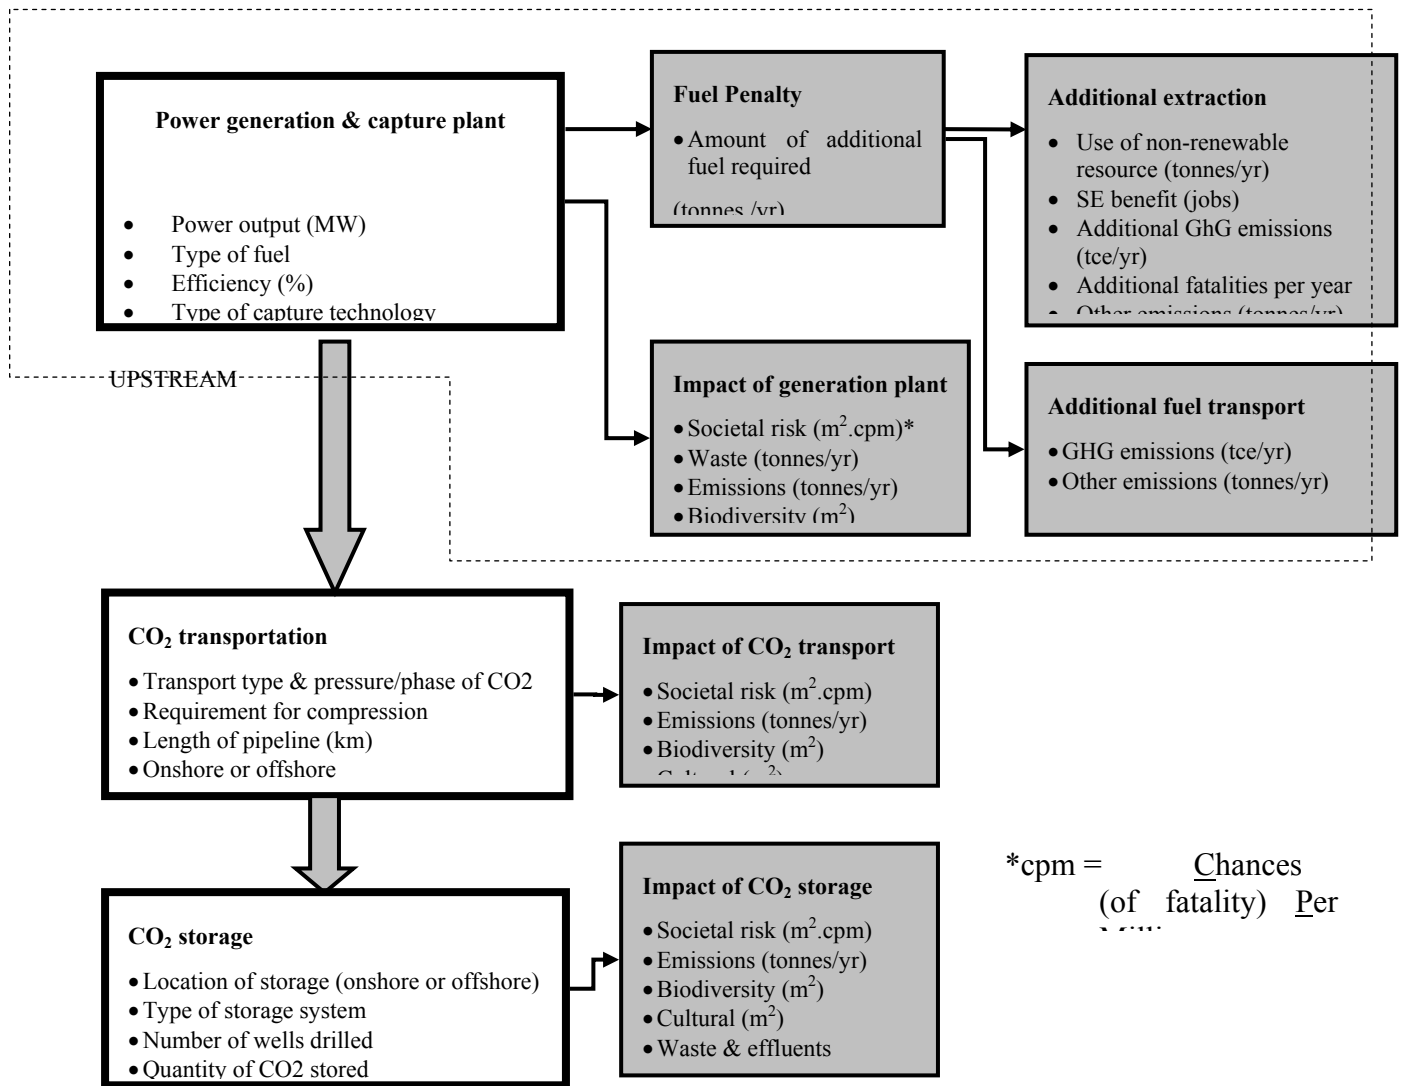 Power generation & capture plant
• Power output (MW)
• Type of fuel
• Efficiency (%)
• Type of capture technology
Fuel Penalty
• Amount of additional
fuel required
(tonnes /yr)
Additional extraction
• Use of non-renewable
resource (tonnes/yr)
• SE benefit (jobs)
• Additional GhG emissions
(tce/yr)
• Additional fatalities per year
• Other emissions (tonnes/yr)
UPSTREAM
Impact of generation plant
• Societal risk (m².cpm)*
• Waste (tonnes/yr)
• Emissions (tonnes/yr)
• Biodiversity (m²)
Additional fuel transport
• GHG emissions (tce/yr)
• Other emissions (tonnes/yr)
CO₂ transportation
• Transport type & pressure/phase of CO2
• Requirement for compression
• Length of pipeline (km)
• Onshore or offshore
Impact of CO₂ transport
• Societal risk (m².cpm)
• Emissions (tonnes/yr)
• Biodiversity (m²)
• Cultural (m²)
CO₂ storage
• Location of storage (onshore or offshore)
• Type of storage system
• Number of wells drilled
• Quantity of CO2 stored
Impact of CO₂ storage
• Societal risk (m².cpm)
• Emissions (tonnes/yr)
• Biodiversity (m²)
• Cultural (m²)
• Waste & effluents
*cpm = Chances
(of fatality) Per